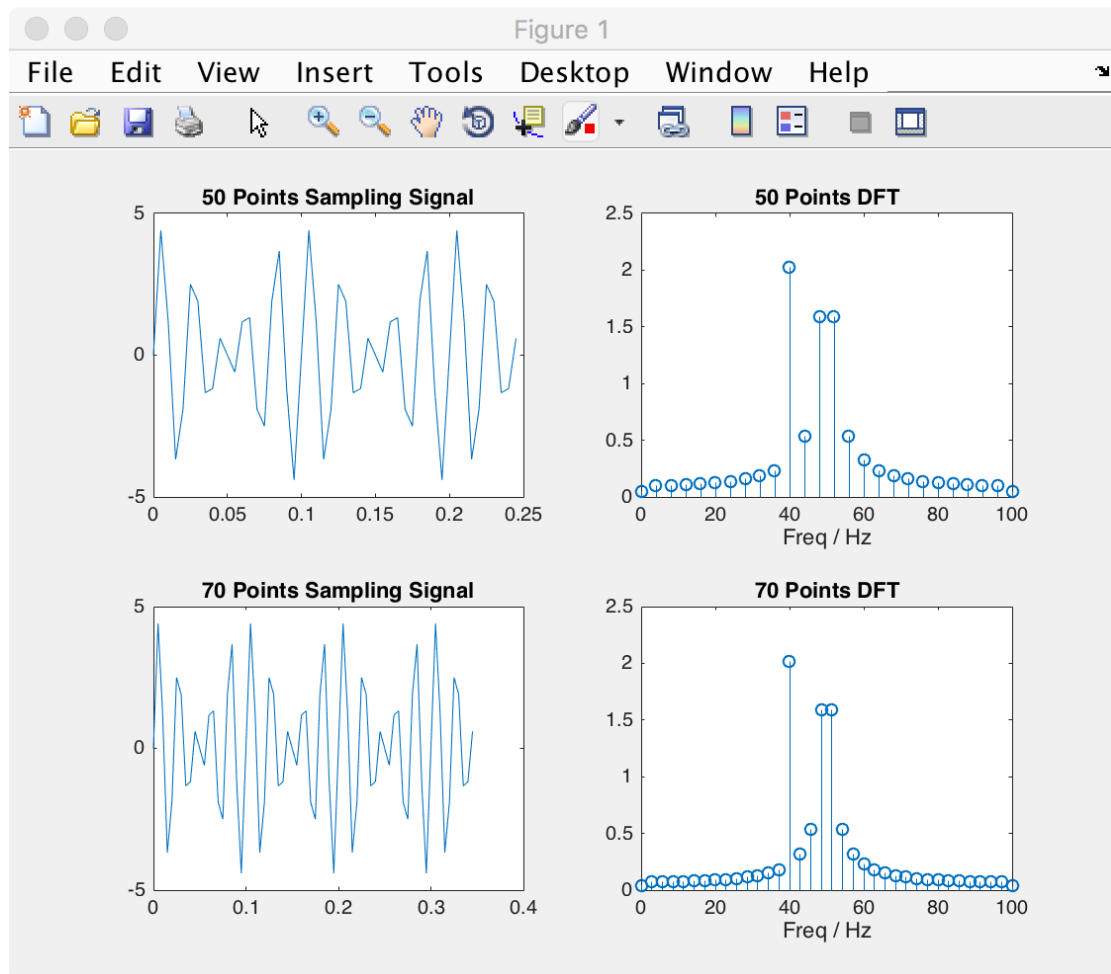 Figure 1
File Edit View Insert Tools Desktop Window Help
50 Points Sampling Signal
5
0
-5
0 0.05 0.1 0.15 0.2 0.25
50 Points DFT
2.5
2
1.5
1
0.5
0
0 20 40 60 80 100
Freq / Hz
70 Points Sampling Signal
5
0
-5
0 0.1 0.2 0.3 0.4
70 Points DFT
2.5
2
1.5
1
0.5
0
0 20 40 60 80 100
Freq / Hz